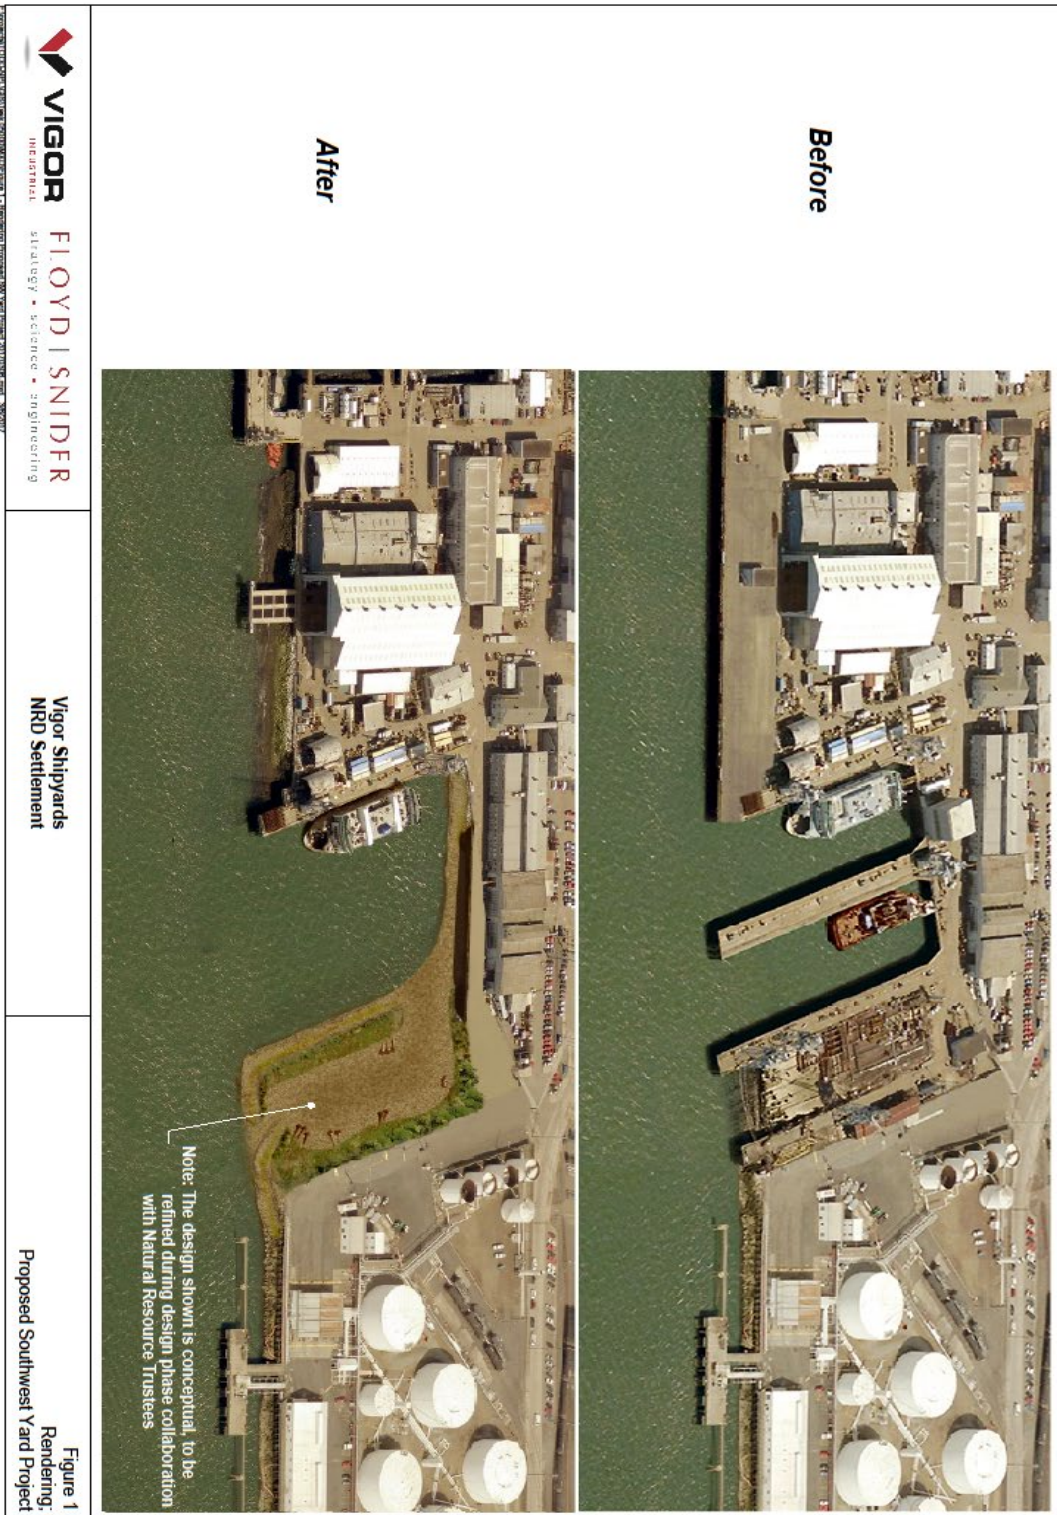 Before
After
Note: The design shown is conceptual, to be
refined during design phase collaboration
with Natural Resource Trustees
VIGOR
INDUSTRIAL
FLOYD | SNIDER
strategy ▪ science ▪ engineering
Vigor Shipyards
NRD Settlement
Figure 1
Rendering;
Proposed Southwest Yard Project